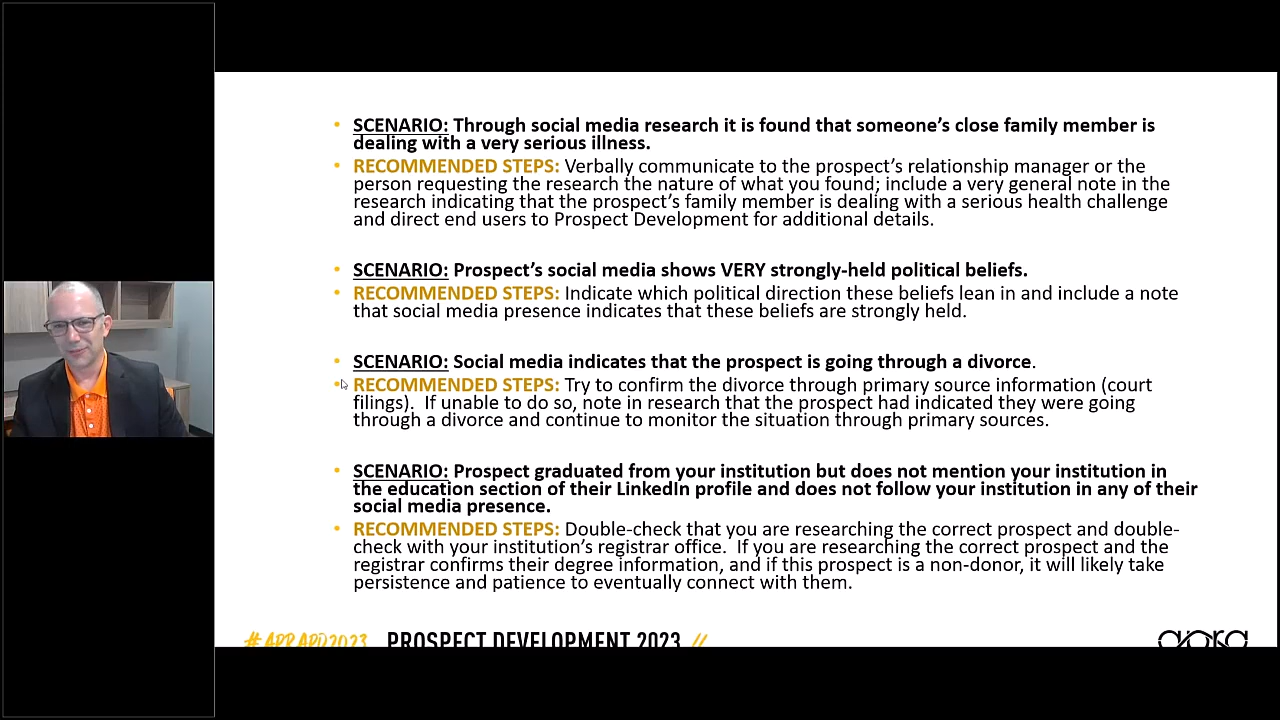 SCENARIO: Through social media research it is found that someone's close family member is
dealing with a very serious illness.
RECOMMENDED STEPS: Verbally communicate to the prospect's relationship manager or the
person requesting the research the nature of what you found; include a very general note in the
research indicating that the prospect's family member is dealing with a serious health challenge
and direct end users to Prospect Development for additional details.
SCENARIO: Prospect's social media shows VERY strongly-held political beliefs.
RECOMMENDED STEPS: Indicate which political direction these beliefs lean in and include a note
that social media presence indicates that these beliefs are strongly held.
SCENARIO: Social media indicates that the prospect is going through a divorce.
RECOMMENDED STEPS: Try to confirm the divorce through primary source information (court
filings). If unable to do so, note in research that the prospect had indicated they were going
through a divorce and continue to monitor the situation through primary sources.
SCENARIO: Prospect graduated from your institution but does not mention your institution in
the education section of their LinkedIn profile and does not follow your institution in any of their
social media presence.
RECOMMENDED STEPS: Double-check that you are researching the correct prospect and double-
check with your institution's registrar office. If you are researching the correct prospect and the
registrar confirms their degree information, and if this prospect is a non-donor, it will likely take
persistence and patience to eventually connect with them.
#APRAPD2023 PROSPECT DEVELOPMENT 2023 //
apra